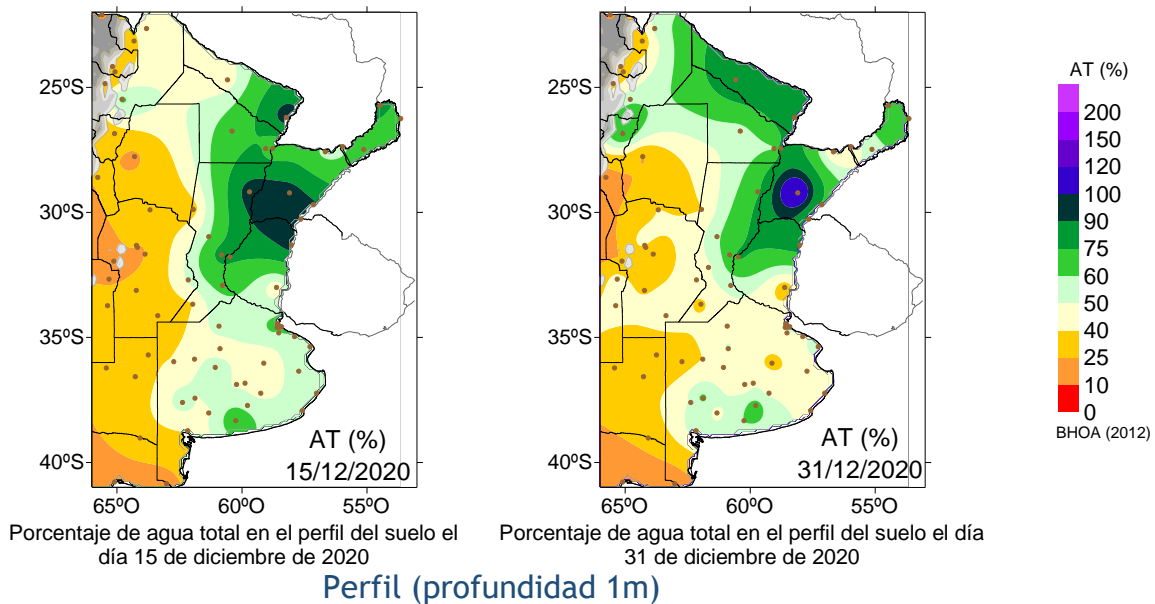 AT (%)
25ºS
30ºS
35ºS
40ºS
AT (%)
15/12/2020
65ºO
60ºO
55ºO
25ºS
30ºS
35ºS
40ºS
AT (%)
31/12/2020
65ºO
60ºO
55ºO
200
150
120
100
90
75
60
50
40
25
10
0
BHOA (2012)
Porcentaje de agua total en el perfil del suelo el
día 15 de diciembre de 2020
Porcentaje de agua total en el perfil del suelo el día
31 de diciembre de 2020
Perfil (profundidad 1m)